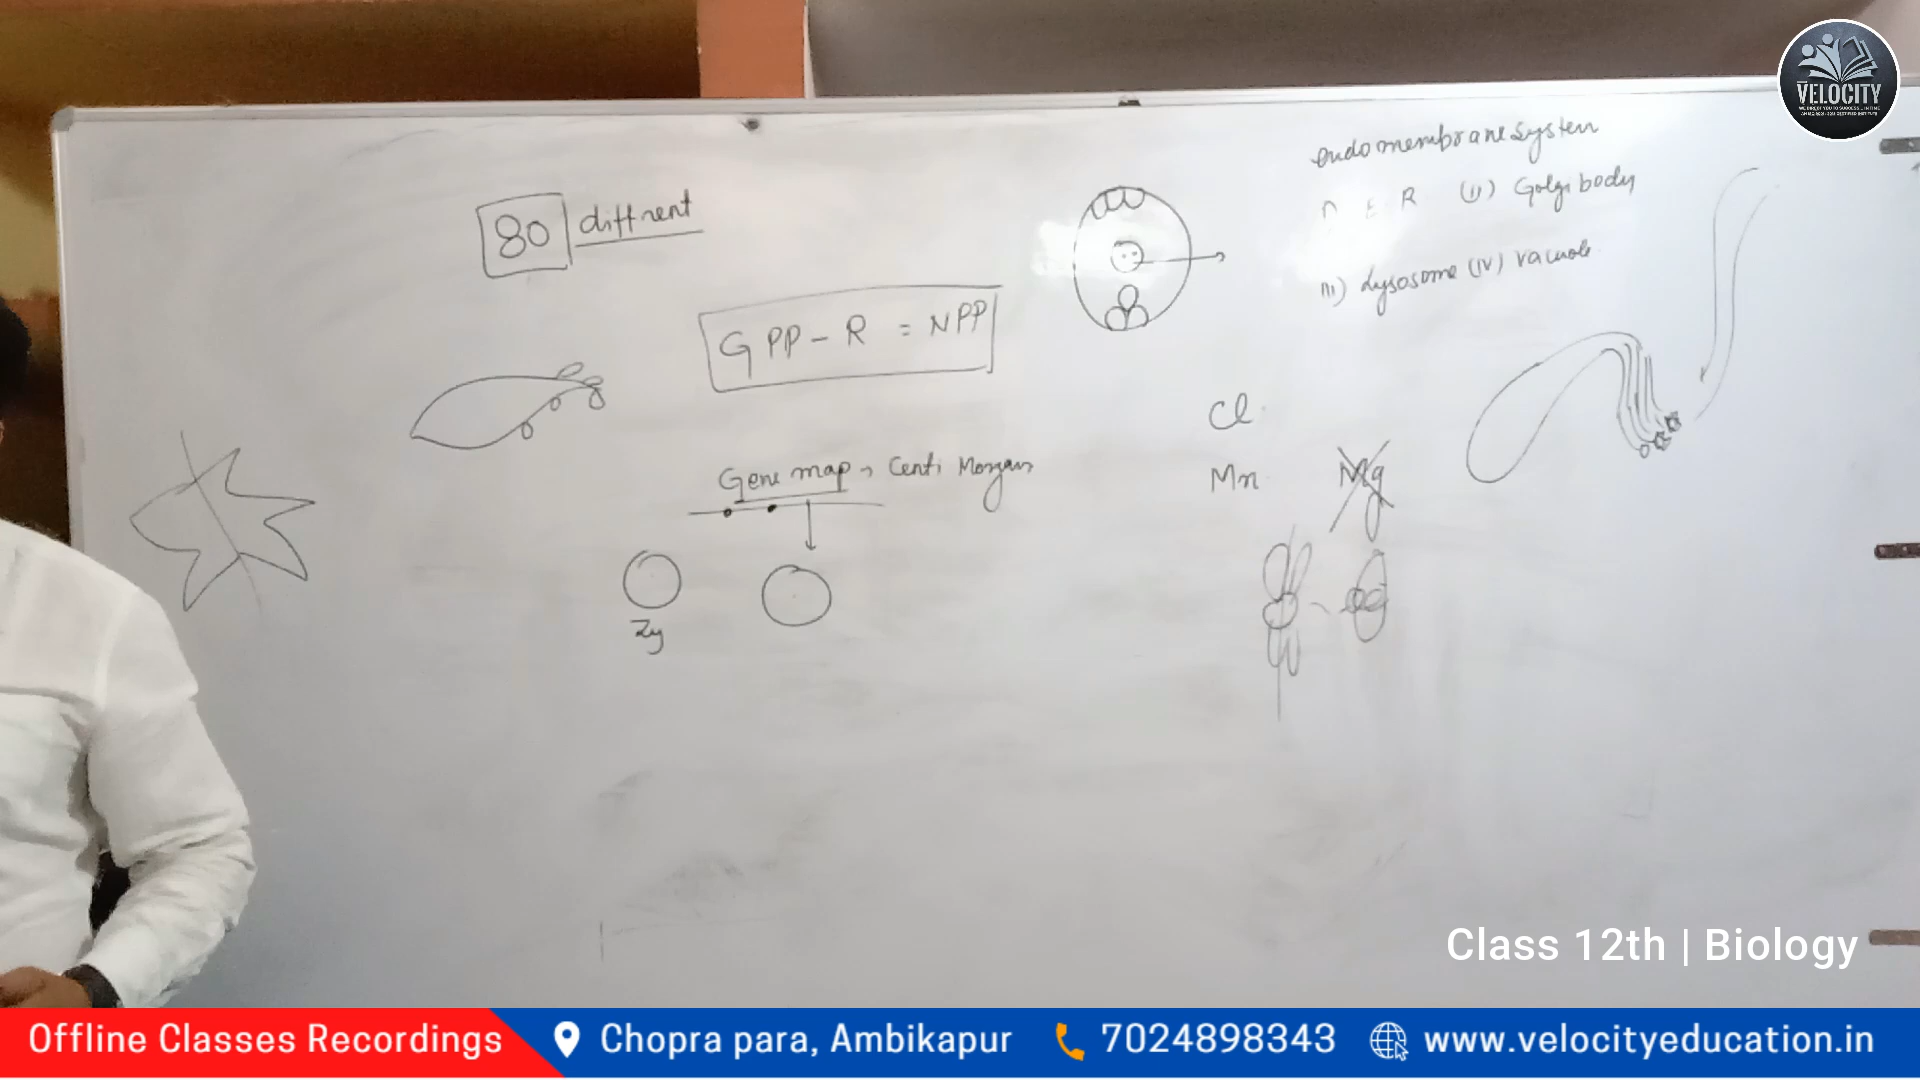 VELOCITY
endomembrane System
E R (ii) Golgi body
III) Lysosome (IV) vacuole
80 diffrent
GPP - R = NPP
Cl
Gene map → Centi Morgan
Mn Mg
Zy
Class 12th | Biology
Offline Classes Recordings
Chopra para, Ambikapur
7024898343
www.velocityeducation.in